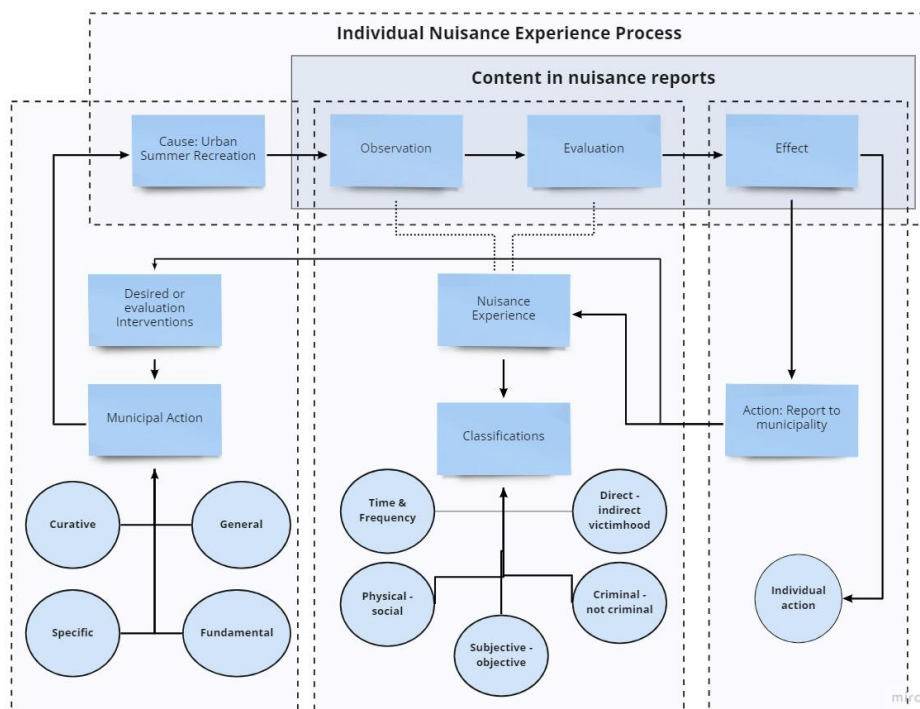 Individual Nuisance Experience Process
Content in nuisance reports
Cause: Urban
Summer Recreation
Observation
Evaluation
Effect
Desired or
evaluation
Interventions
Nuisance
Experience
Municipal Action
Classifications
Action: Report to
municipality
Curative
General
Specific
Fundamental
Time &
Frequency
Direct -
indirect
victimhood
Physical -
social
Criminal -
not criminal
Subjective -
objective
Individual
action
miro